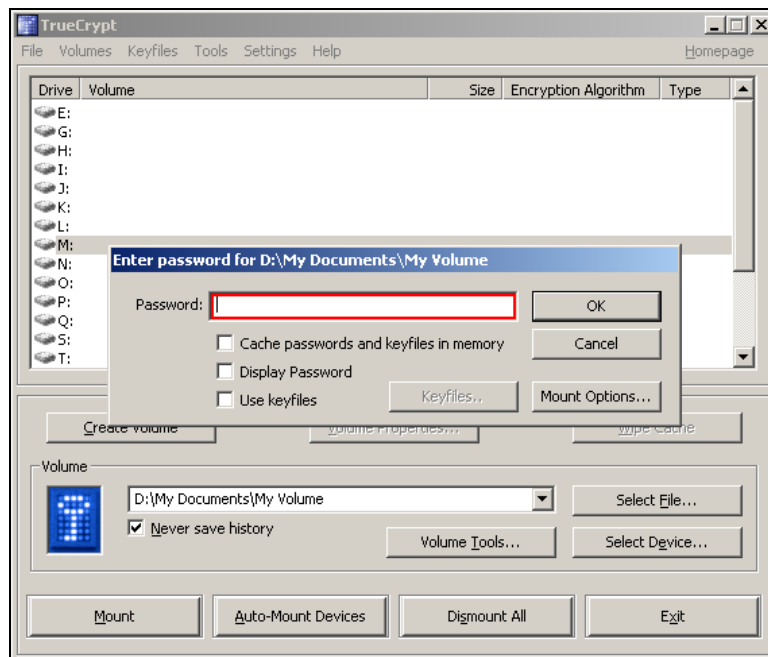 TrueCrypt
File Volumes Keyfiles Tools Settings Help Homepage
Drive Volume Size Encryption Algorithm Type
E:
G:
H:
I:
J:
K:
L:
M:
N:
O:
P:
Q:
S:
T:
Enter password for D:\My Documents\My Volume
Password:
OK
Cache passwords and keyfiles in memory
Cancel
Display Password
Use keyfiles
Keyfiles..
Mount Options...
Create Volume
Volume Properties...
Wipe Cache
Volume
D:\My Documents\My Volume
Select File...
Never save history
Volume Tools...
Select Device...
Mount
Auto-Mount Devices
Dismount All
Exit